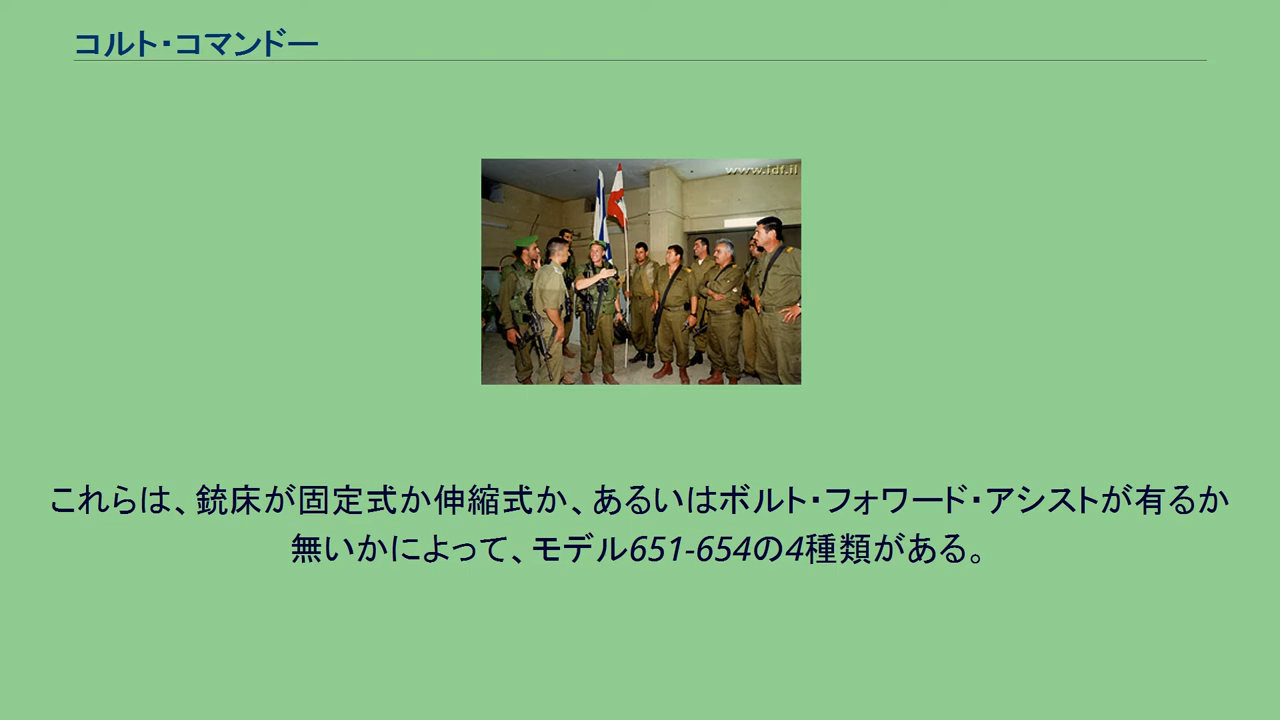 コルト・コマンドー
www.idf.il
これらは、銃床が固定式か伸縮式か、あるいはボルト・フォワード・アシストが有るか
無いかによって、モデル651-654の4種類がある。